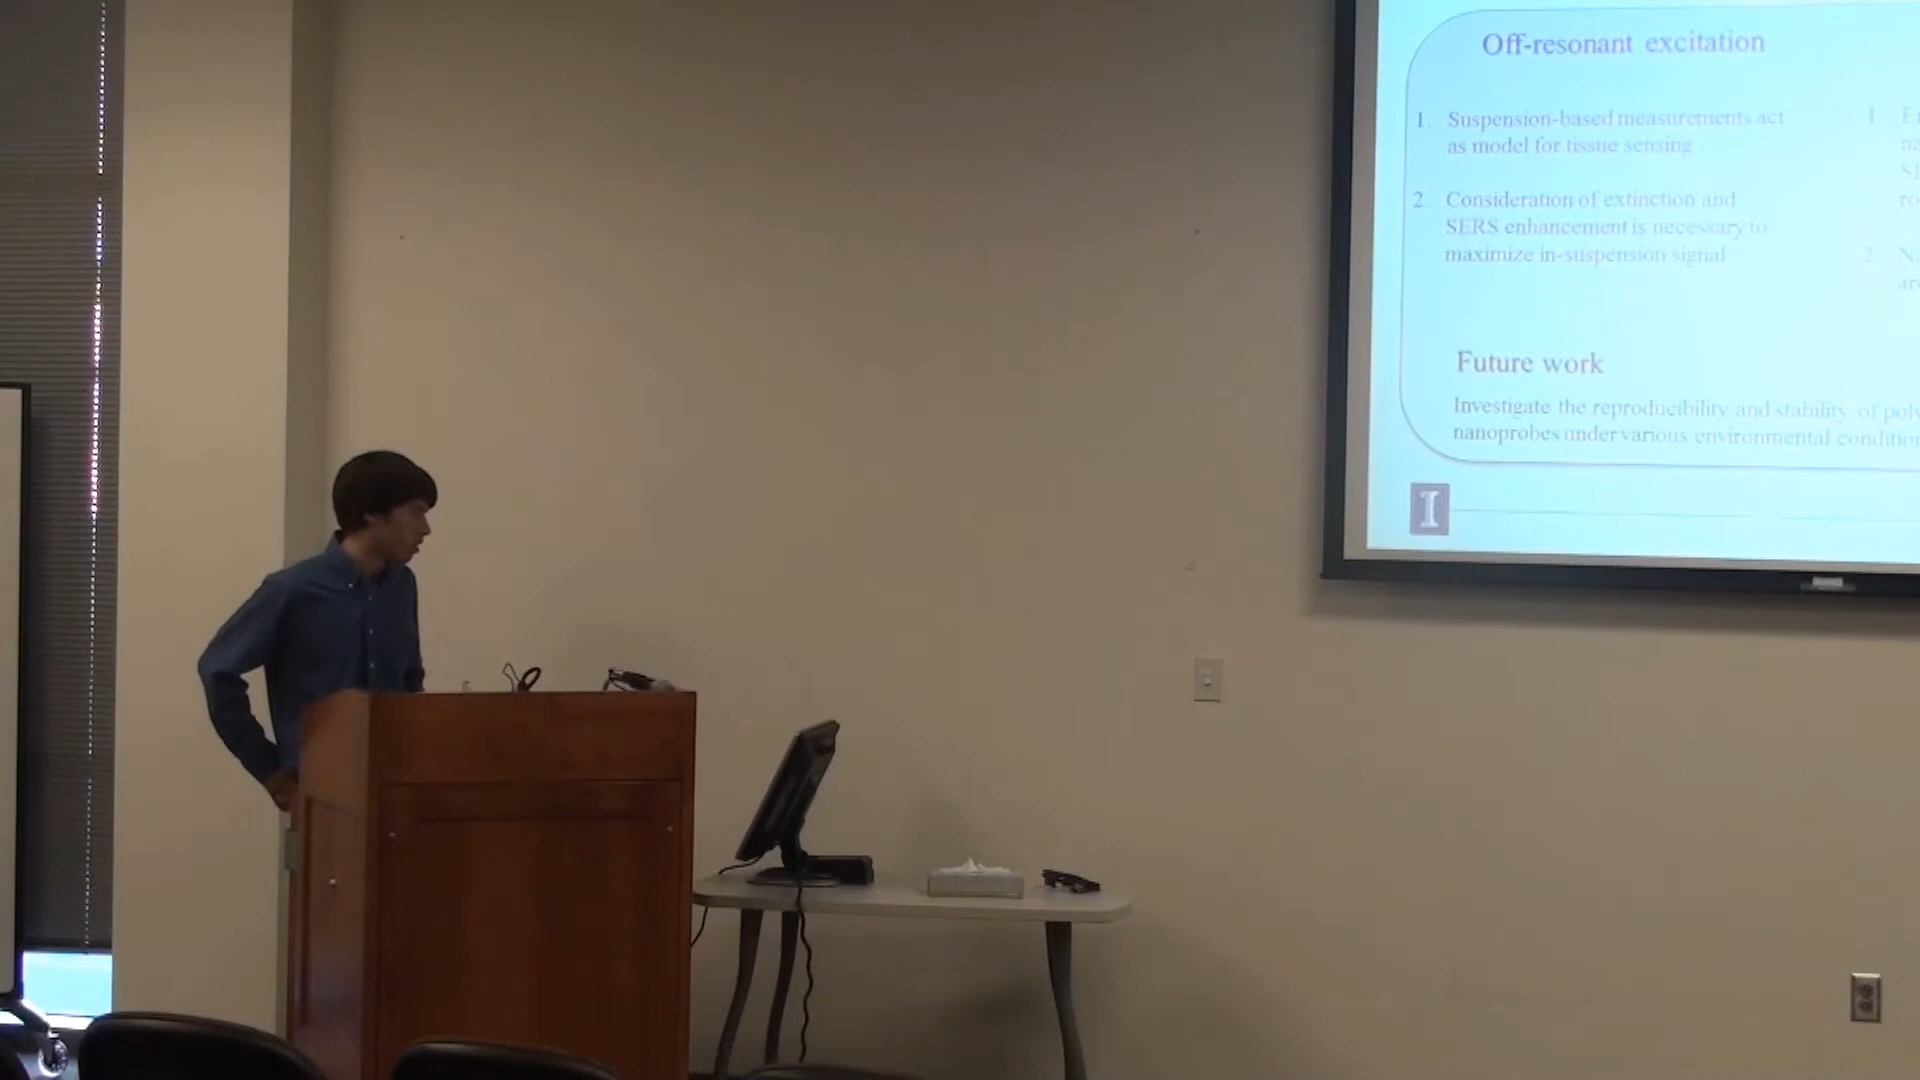 Off-resonant excitation
1. Suspension-based measurements act
as model for tissue sensing
2. Consideration of extinction and
SERS enhancement is necessary to
maximize in-suspension signal
1
2
Future work
Investigate the reproducibility and stability of
nanoprobes under various environmental
I